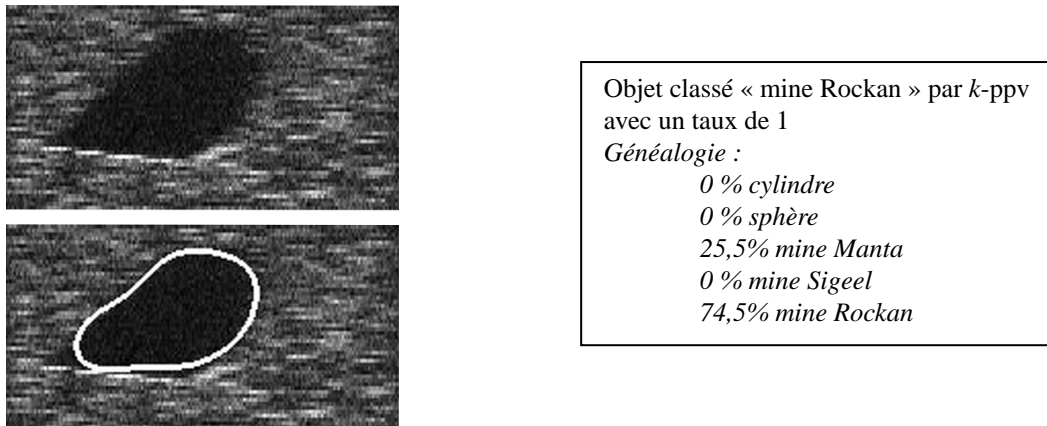 Objet classé « mine Rockan » par k-ppv
avec un taux de 1
Généalogie :
0 % cylindre
0 % sphère
25,5% mine Manta
0 % mine Sigeel
74,5% mine Rockan